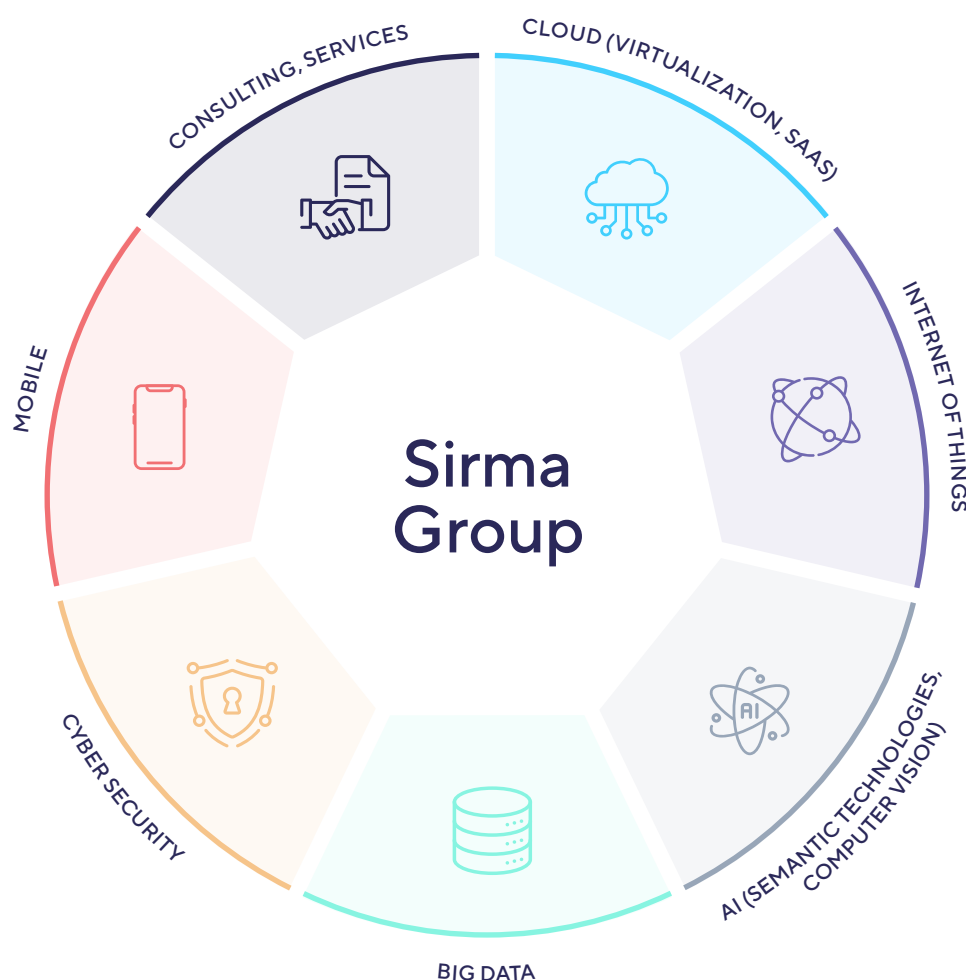 CONSULTING, SERVICES
CLOUD (VIRTUALIZATION, SAAS)
INTERNET OF THINGS
MOBILE
Sirma
Group
AI
AI (SEMANTIC TECHNOLOGIES,
COMPUTER VISION)
CYBER SECURITY
BIG DATA